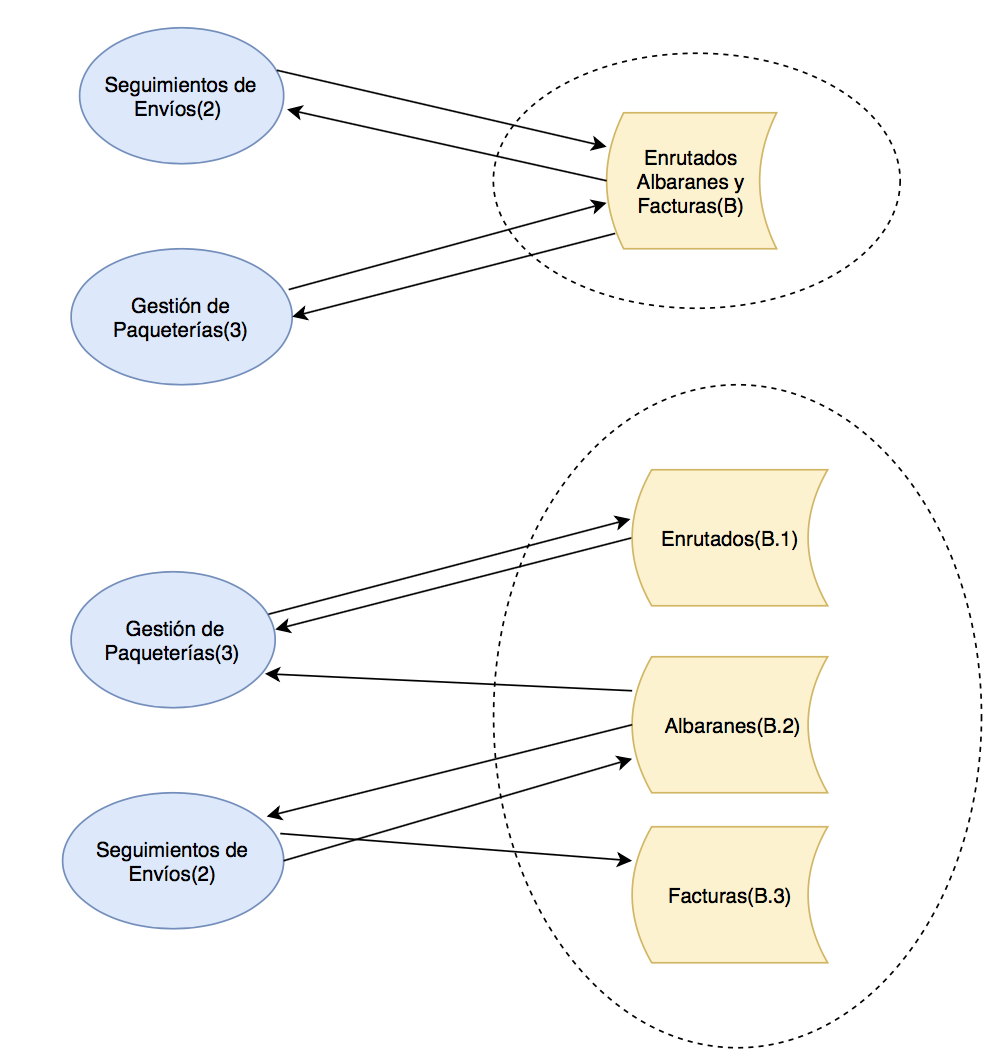 Seguimientos de
Envíos(2)
Enrutados
Albaranes y
Facturas(B)
Gestión de
Paqueterías(3)
Enrutados(B.1)
Gestión de
Paqueterías(3)
Albaranes(B.2)
Seguimientos de
Envíos(2)
Facturas(B.3)